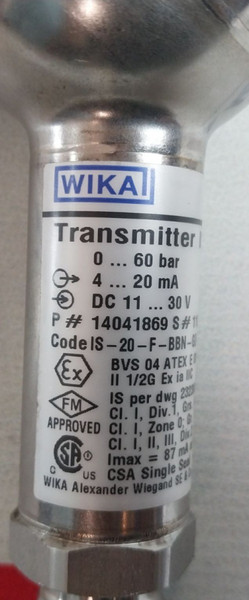 WIKA
Transmitter
0 ... 60 bar
4 ... 20 mA
DC 11 ... 30 V
P # 14041869 S#
Code IS-20-F-BBN-
Ex BVS 04 ATEX E
II 1/2G Ex ia IIC
FM IS per dwg
APPROVED Cl. I, Div.1,
Cl. I, Zone 0;
Cl. I, II, III, Div.
SA Imax = 87 mA
C US CSA Single Seal
WIKA Alexander Wiegand SE &